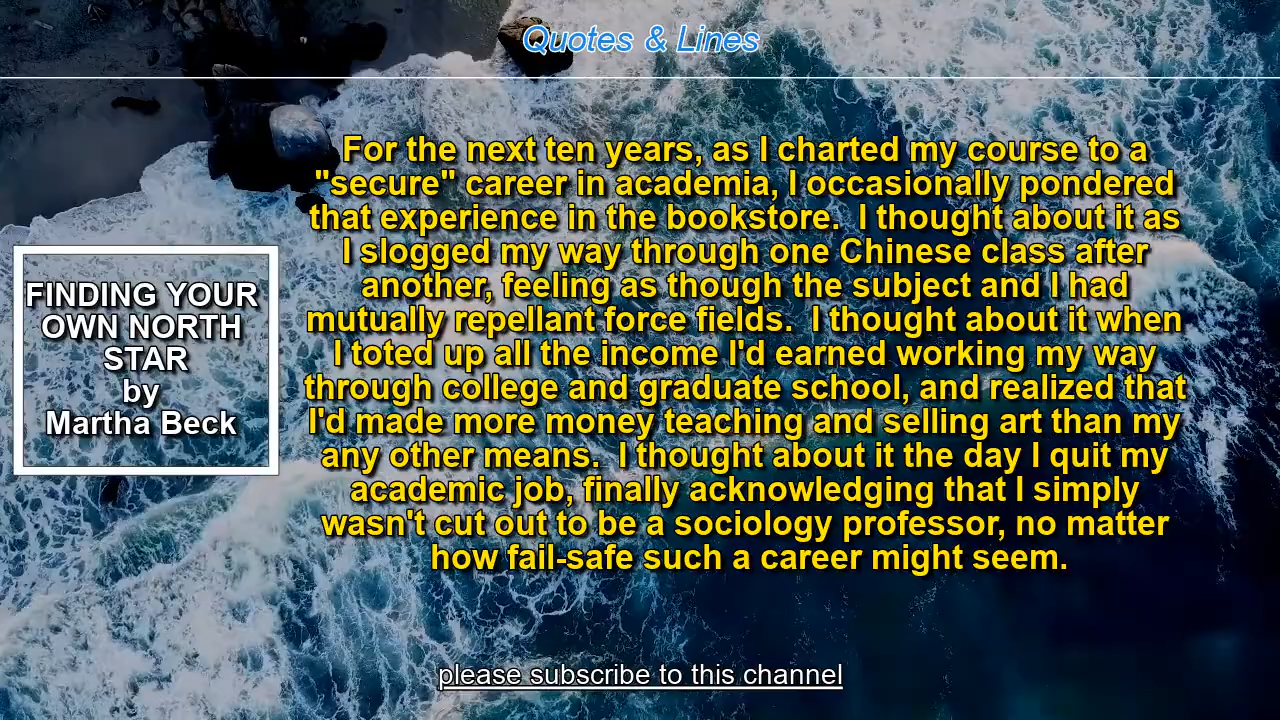 Quotes & Lines
FINDING YOUR
OWN NORTH
STAR
by
Martha Beck
For the next ten years, as I charted my course to a
"secure" career in academia, I occasionally pondered
that experience in the bookstore.  I thought about it as
I slogged my way through one Chinese class after
another, feeling as though the subject and I had
mutually repellant force fields.  I thought about it when
I toted up all the income I'd earned working my way
through college and graduate school, and realized that
I'd made more money teaching and selling art than my
any other means.  I thought about it the day I quit my
academic job, finally acknowledging that I simply
wasn't cut out to be a sociology professor, no matter
how fail-safe such a career might seem.
please subscribe to this channel